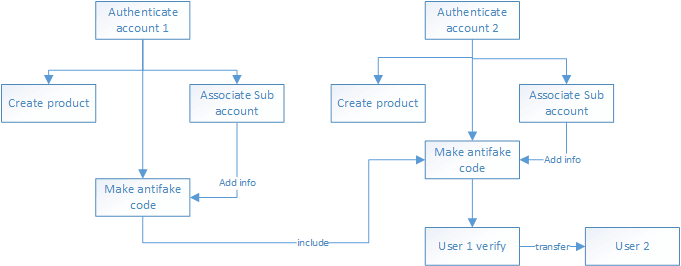 Authenticate
account 1
Authenticate
account 2
Create product
Associate Sub
account
Create product
Associate Sub
account
Make antifake
code
Add info
Add info
Make antifake
code
include
User 1 verify
transfer
User 2